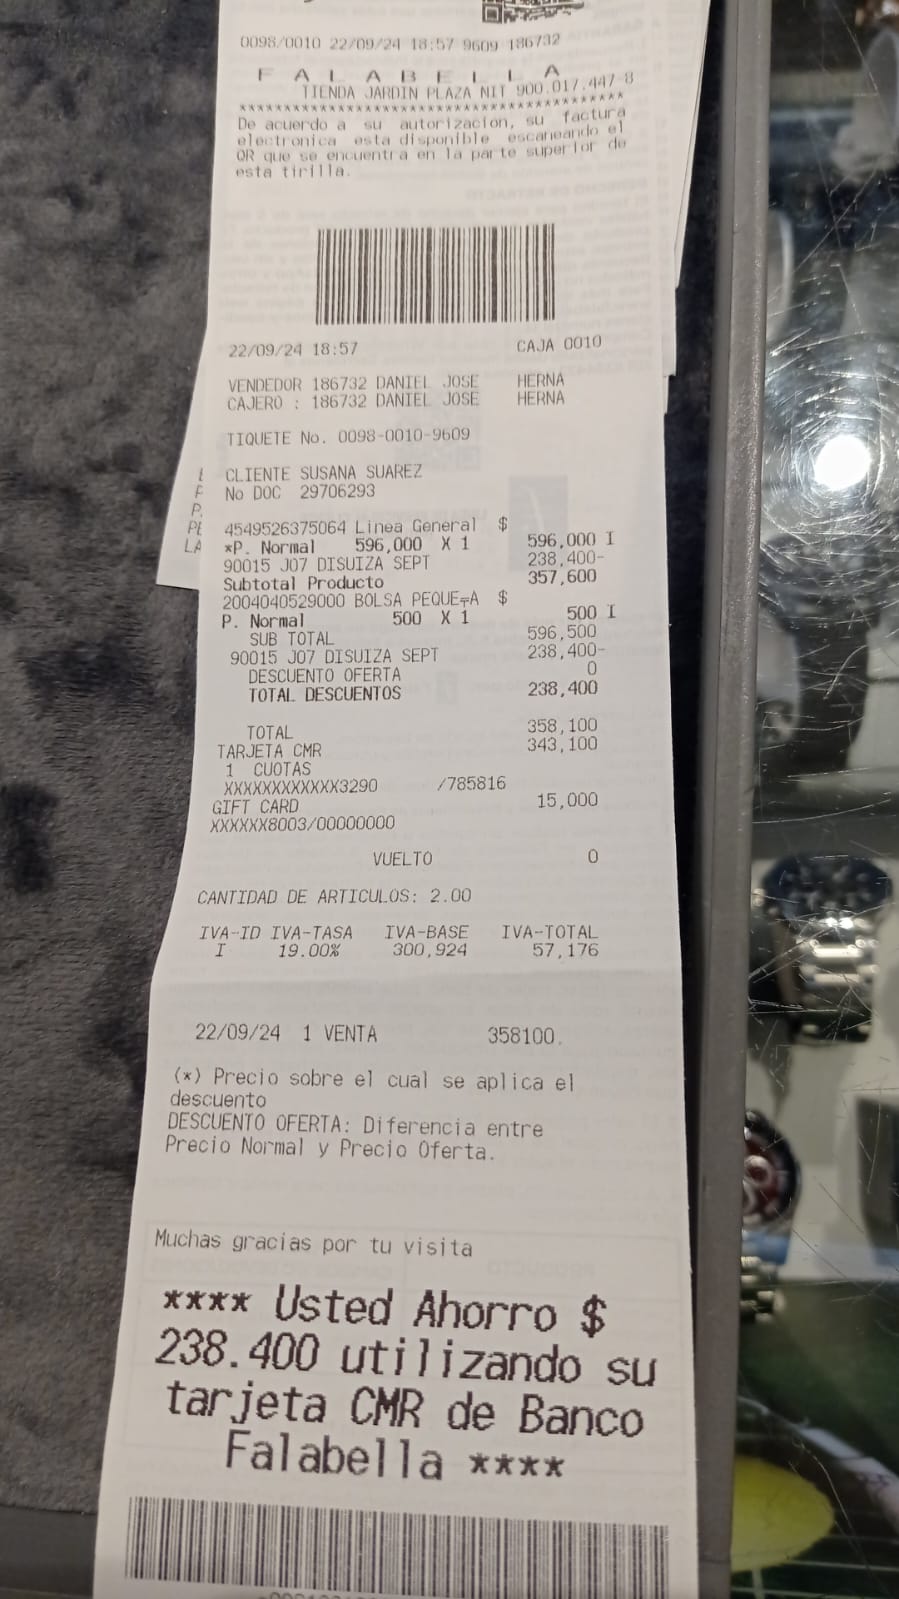 0098/0010 22/09/24 18:57 9609 186732
F A L A B E L L A
TIENDA JARDIN PLAZA NIT 900.017.447-8
******************************************
De acuerdo a su autorizacion, su factura
electronica esta disponible escaneando el
QR que se encuentra en la parte superior de
esta tirilla.
22/09/24 18:57 CAJA 0010
VENDEDOR 186732 DANIEL JOSE HERNA
CAJERO : 186732 DANIEL JOSE HERNA
TIQUETE No. 0098-0010-9609
CLIENTE SUSANA SUAREZ
No DOC 29706293
4549526375064 Linea General $
*P. Normal 596,000 X 1 596,000 I
90015 J07 DISUIZA SEPT 238,400-
Subtotal Producto 357,600
2004040529000 BOLSA PEQUE╤A $
P. Normal 500 X 1 500 I
SUB TOTAL 596,500
90015 J07 DISUIZA SEPT 238,400-
DESCUENTO OFERTA 0
TOTAL DESCUENTOS 238,400
TOTAL 358,100
TARJETA CMR 343,100
1 CUOTAS
XXXXXXXXXXXX3290 /785816
GIFT CARD 15,000
XXXXXX8003/00000000
VUELTO 0
CANTIDAD DE ARTICULOS: 2.00
IVA-ID IVA-TASA IVA-BASE IVA-TOTAL
I 19.00% 300,924 57,176
22/09/24 1 VENTA 358100.
(*) Precio sobre el cual se aplica el
descuento
DESCUENTO OFERTA: Diferencia entre
Precio Normal y Precio Oferta.
Muchas gracias por tu visita
**** Usted Ahorro $
238.400 utilizando su
tarjeta CMR de Banco
Falabella ****